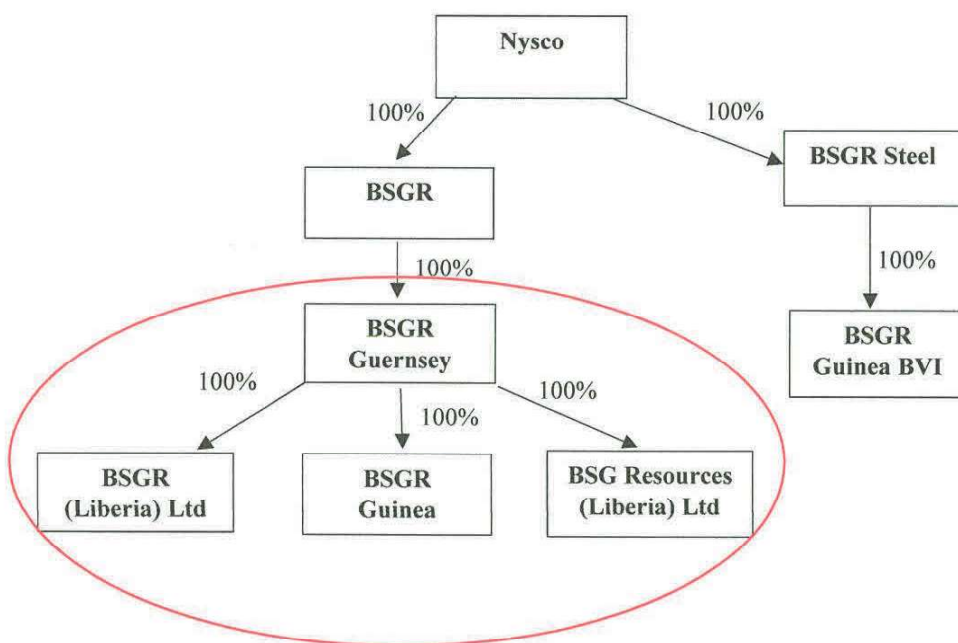 Nysco
100%
100%
BSGR Steel
BSGR
100%
100%
BSGR
Guernsey
BSGR
Guinea BVI
100%
100%
100%
BSGR
(Liberia) Ltd
BSGR
Guinea
BSG Resources
(Liberia) Ltd